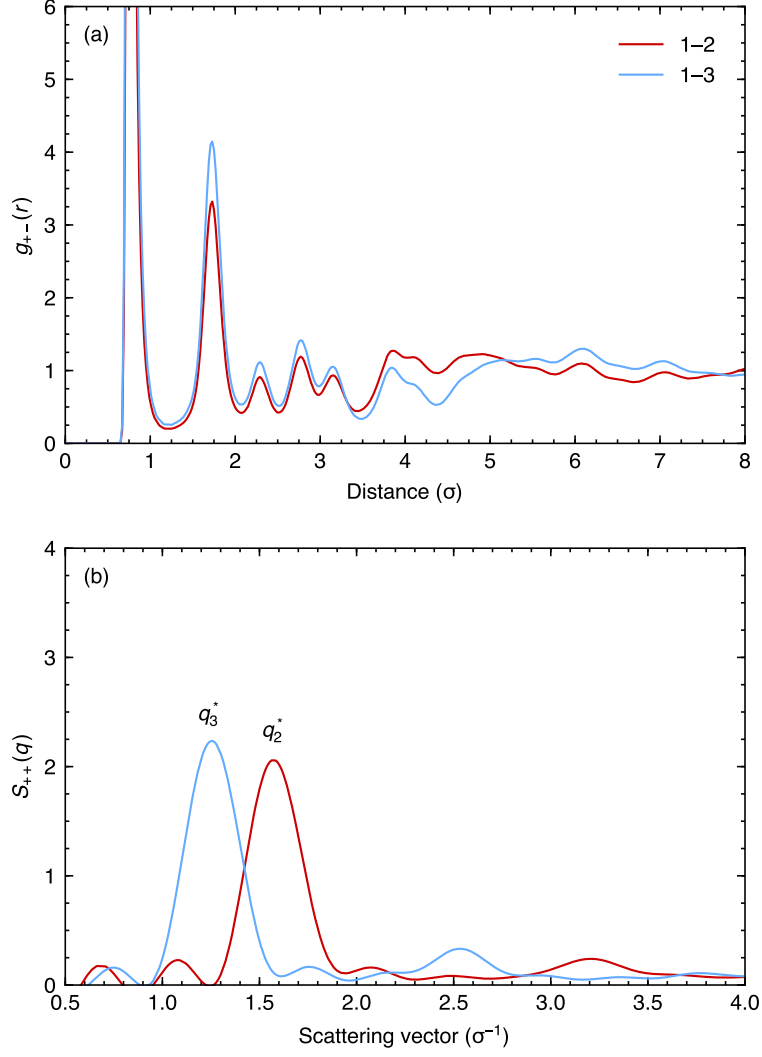 (a)
1–2
1–3
6
5
4
3
2
1
0
g+−(r)
0 1 2 3 4 5 6 7 8
Distance (σ)
(b)
4
3
2
1
0
S++(q)
q3*
q2*
0.5 1.0 1.5 2.0 2.5 3.0 3.5 4.0
Scattering vector (σ−1)